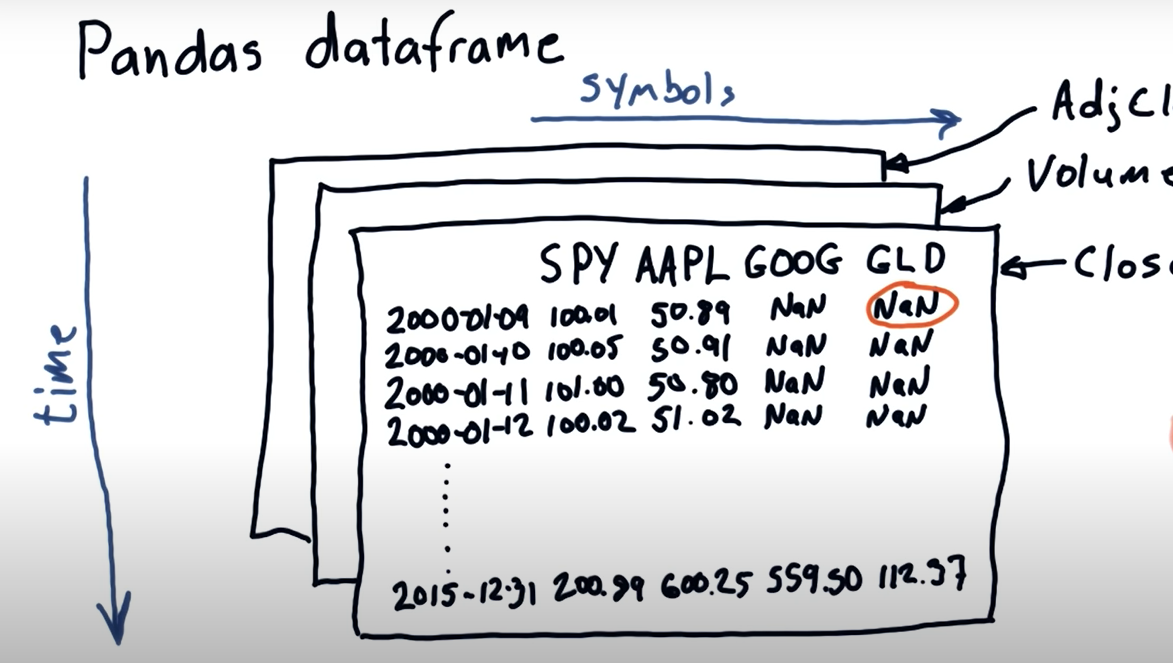 Pandas dataframe
symbols
AdjCl
Volume
Close
time
SPY AAPL GOOG GLD
2000-01-09 100.01 50.89 NaN NaN
2000-01-10 100.05 50.91 NaN NaN
2000-01-11 101.00 50.80 NaN NaN
2000-01-12 100.02 51.02 NaN NaN
2015-12-31 200.99 600.25 559.50 112.37